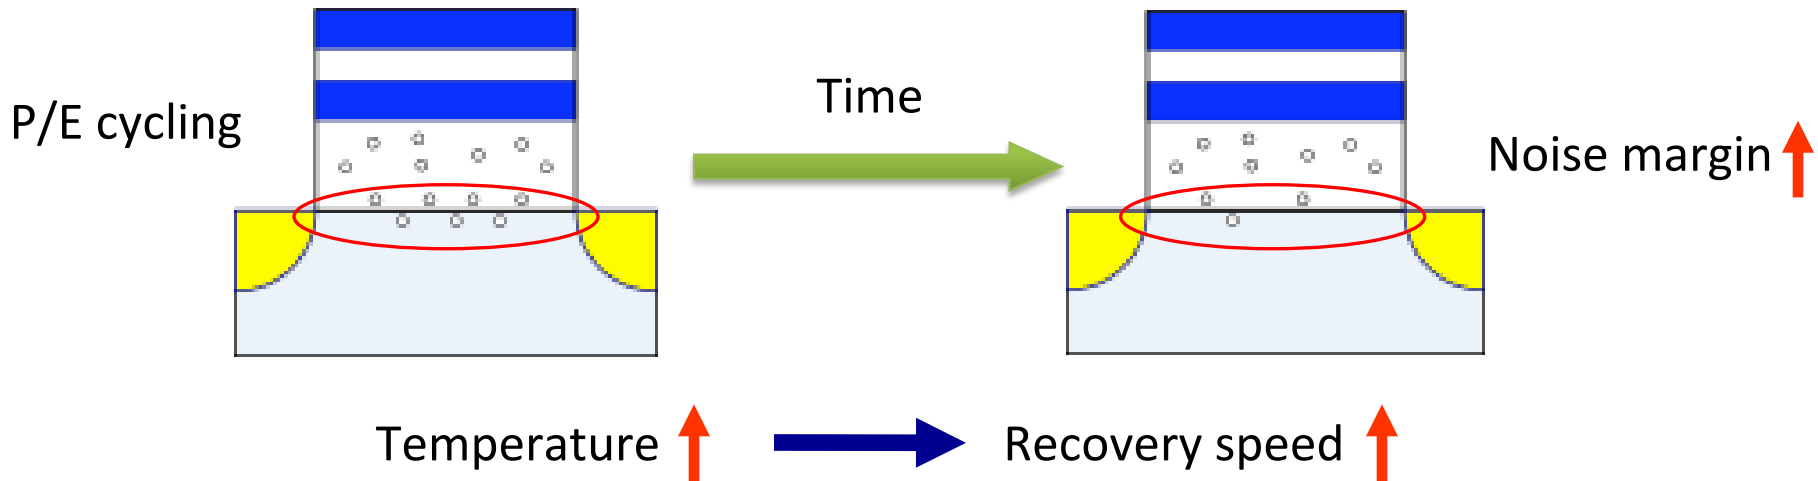 Time
P/E cycling
Noise margin
Temperature
Recovery speed